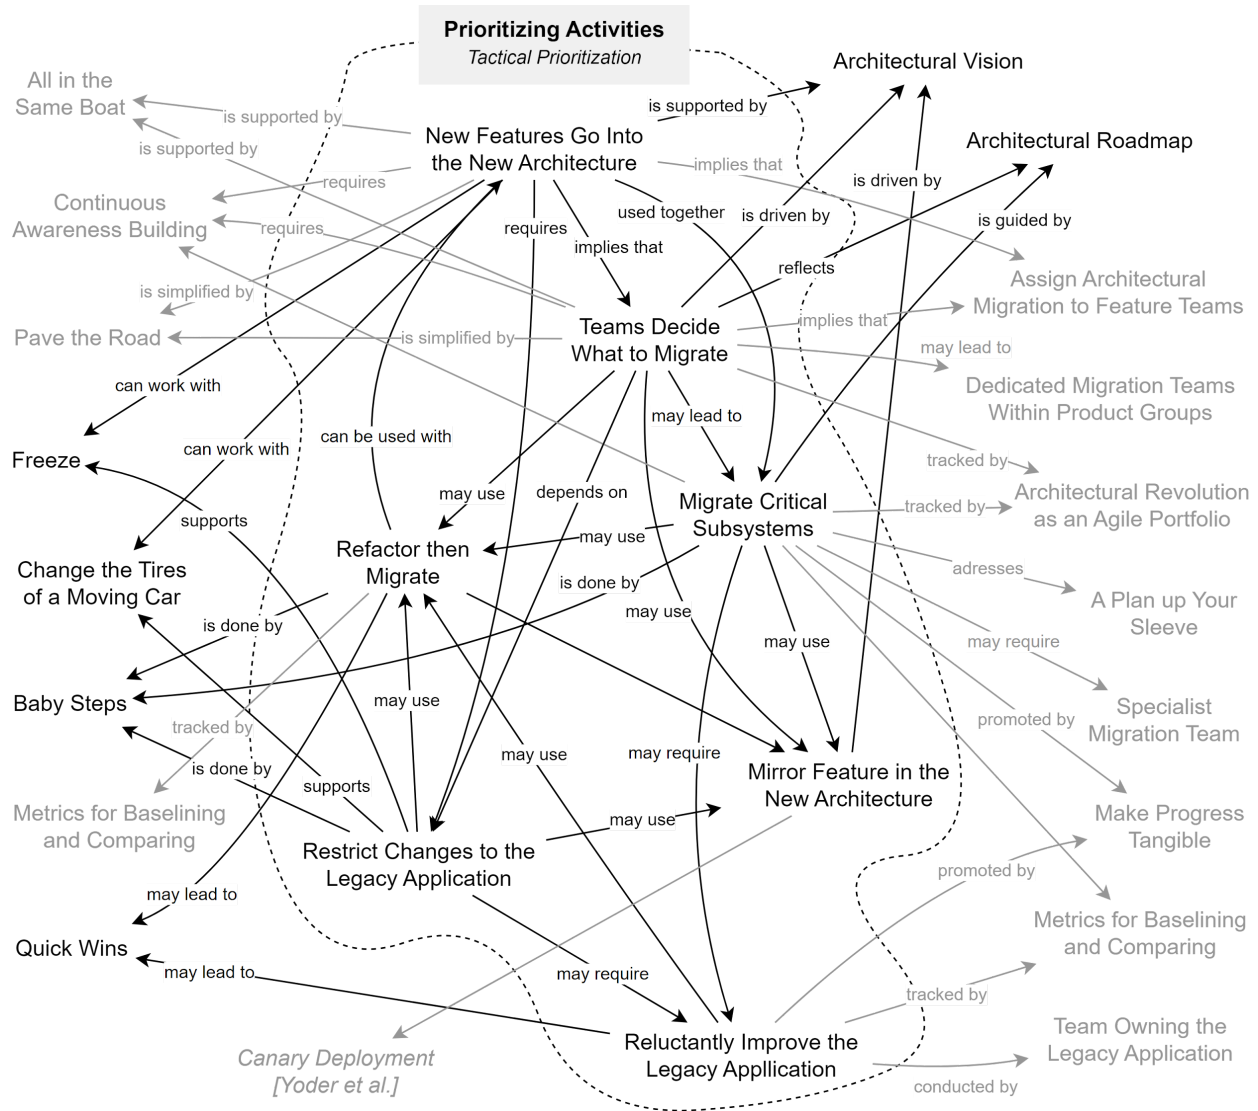 Prioritizing Activities
Tactical Prioritization
Architectural Vision
All in the
Same Boat
is supported by
is supported by
New Features Go Into
the New Architecture
Architectural Roadmap
is supported by
implies that
is driven by
requires
Continuous
Awareness Building
requires
requires
used together
is driven by
is guided by
implies that
reflects
Assign Architectural
Migration to Feature Teams
is simplified by
Pave the Road
is simplified by
Teams Decide
What to Migrate
implies that
may lead to
Dedicated Migration Teams
Within Product Groups
can work with
may lead to
can be used with
can work with
Freeze
tracked by
may use
depends on
Migrate Critical
Subsystems
tracked by
Architectural Revolution
as an Agile Portfolio
supports
may use
Refactor then
Migrate
Change the Tires
of a Moving Car
is done by
adresses
A Plan up Your
Sleeve
is done by
may use
may use
may require
Baby Steps
may use
Specialist
Migration Team
tracked by
promoted by
may use
may require
is done by
supports
Mirror Feature in the
New Architecture
Metrics for Baselining
and Comparing
may use
Make Progress
Tangible
Restrict Changes to the
Legacy Application
promoted by
may lead to
Quick Wins
Metrics for Baselining
and Comparing
may lead to
may require
tracked by
Canary Deployment
[Yoder et al.]
Reluctantly Improve the
Legacy Appllication
Team Owning the
Legacy Application
conducted by